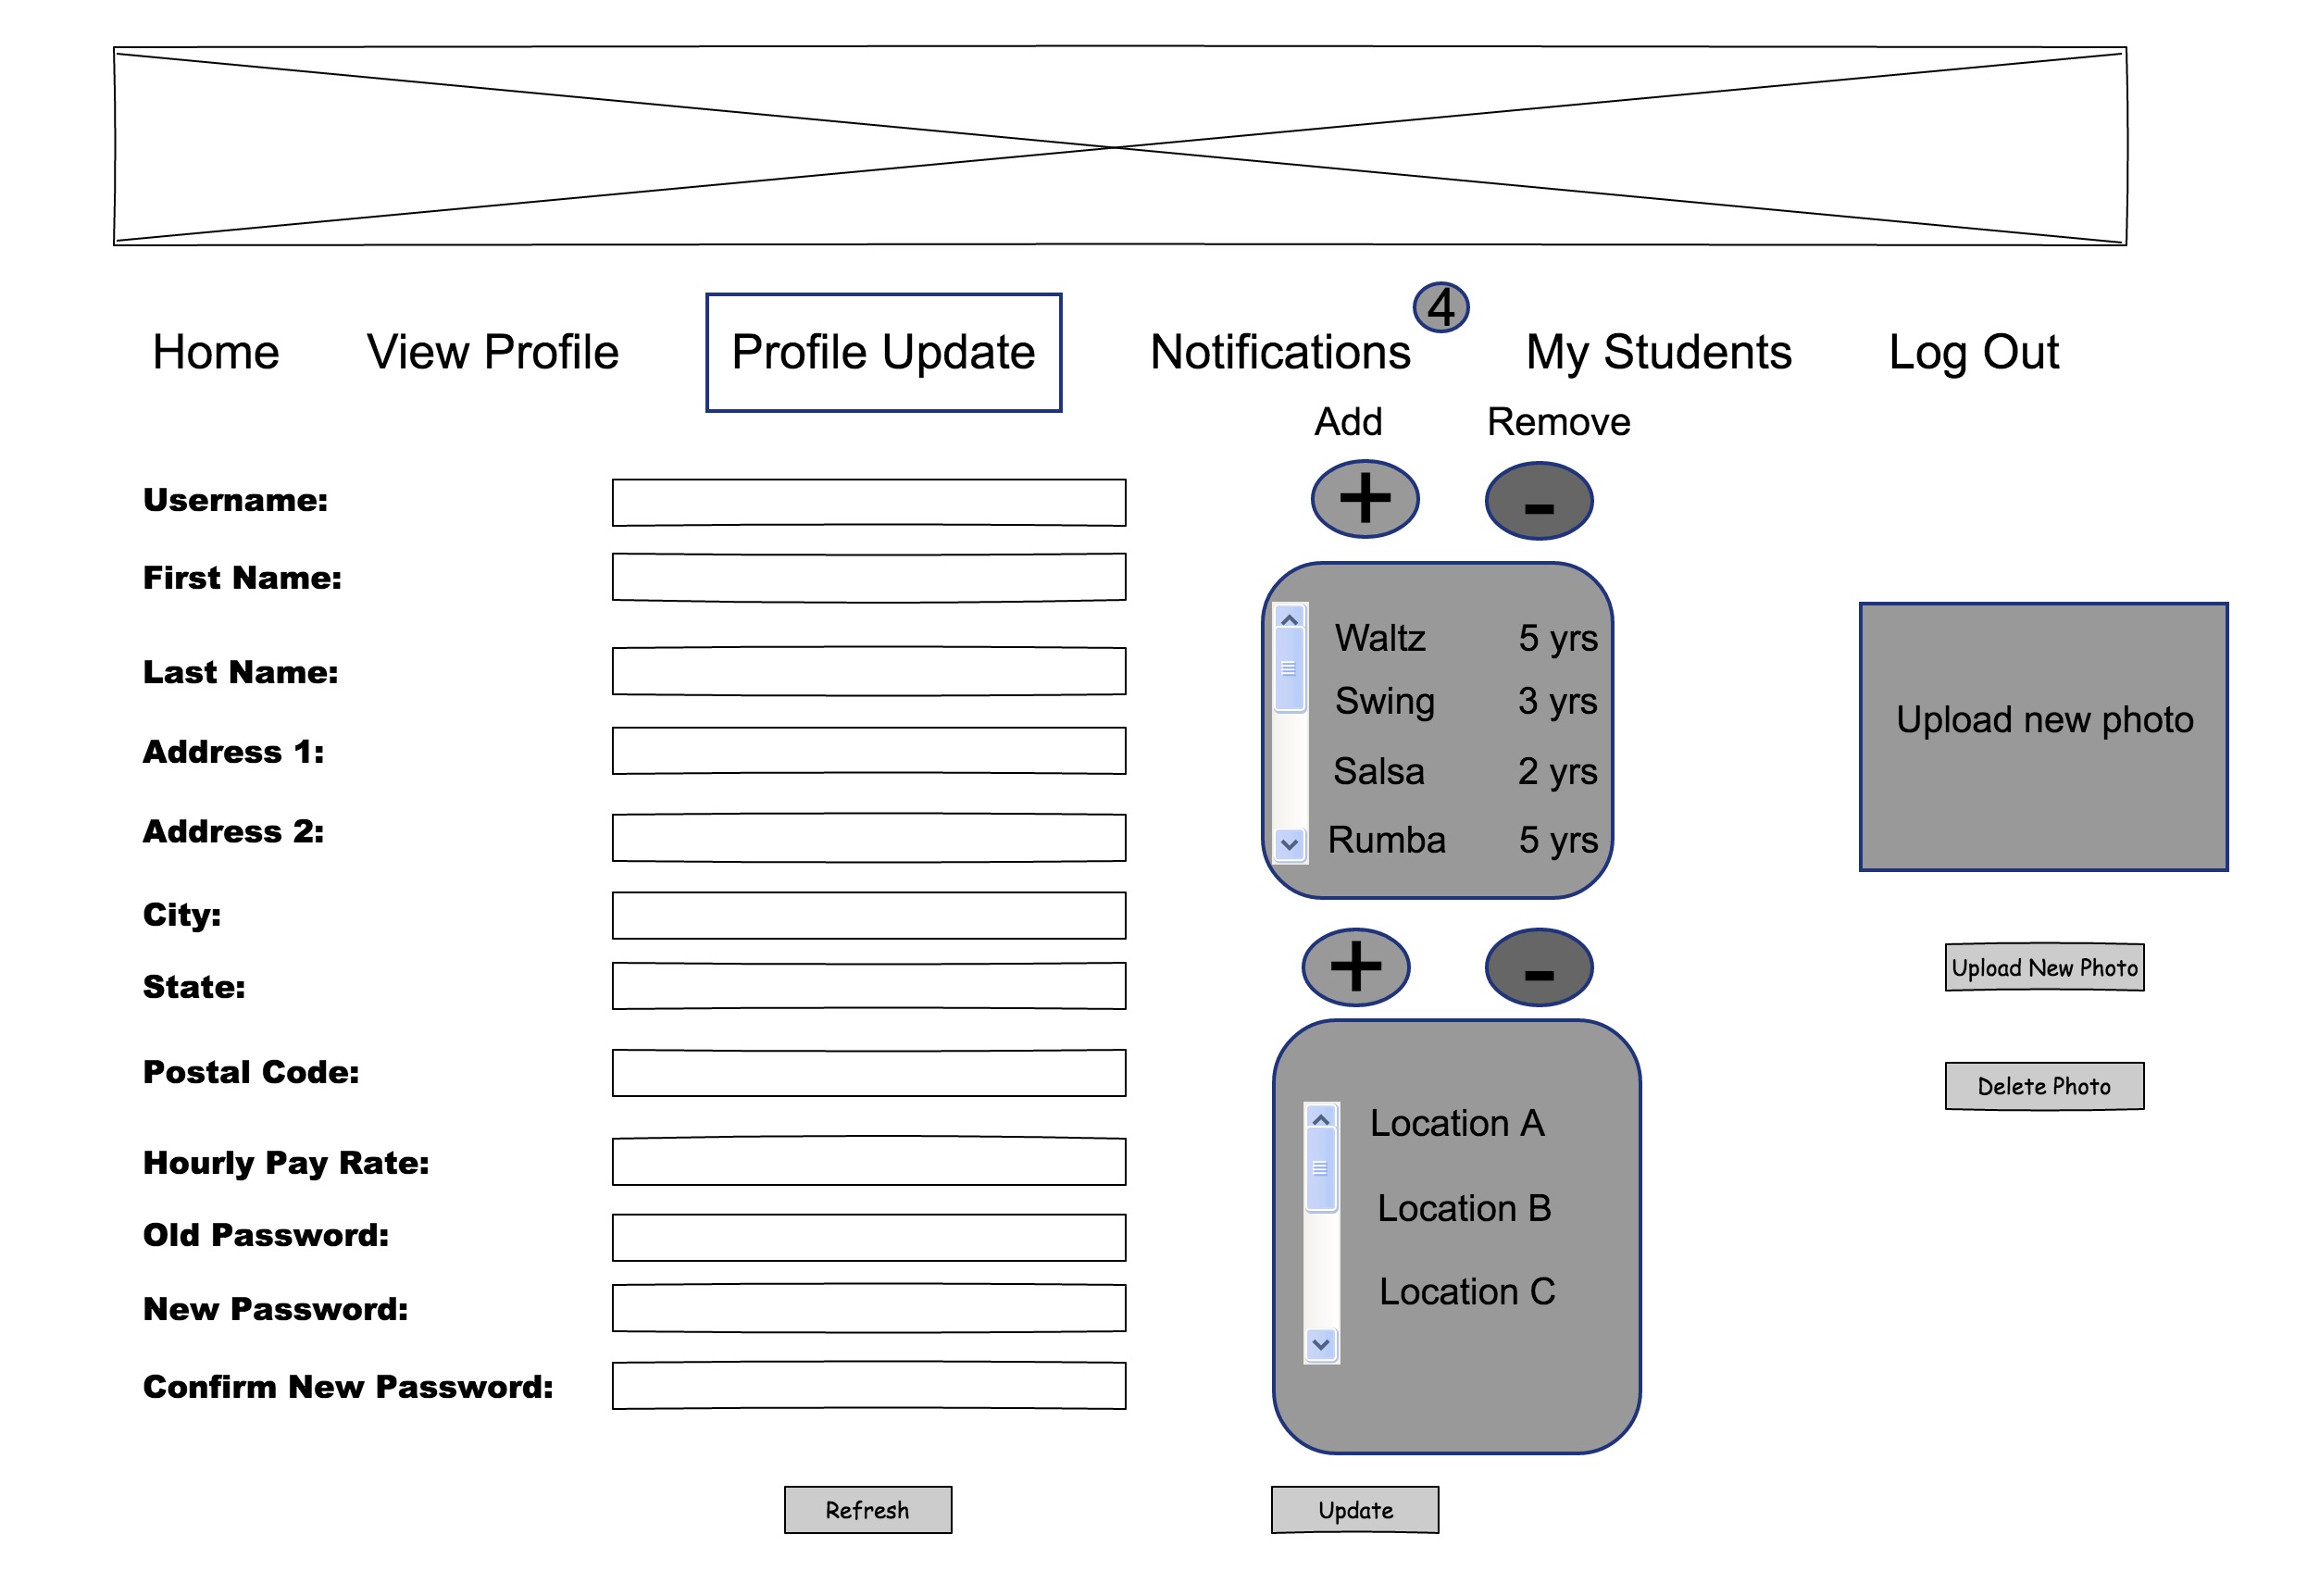 4
Home View Profile Profile Update Notifications My Students Log Out
Add Remove
+ -
Username:
First Name:
Last Name:
Address 1:
Address 2:
City:
State:
Postal Code:
Hourly Pay Rate:
Old Password:
New Password:
Confirm New Password:
Waltz 5 yrs
Swing 3 yrs
Salsa 2 yrs
Rumba 5 yrs
+ -
Location A
Location B
Location C
Upload new photo
Upload New Photo
Delete Photo
Refresh Update